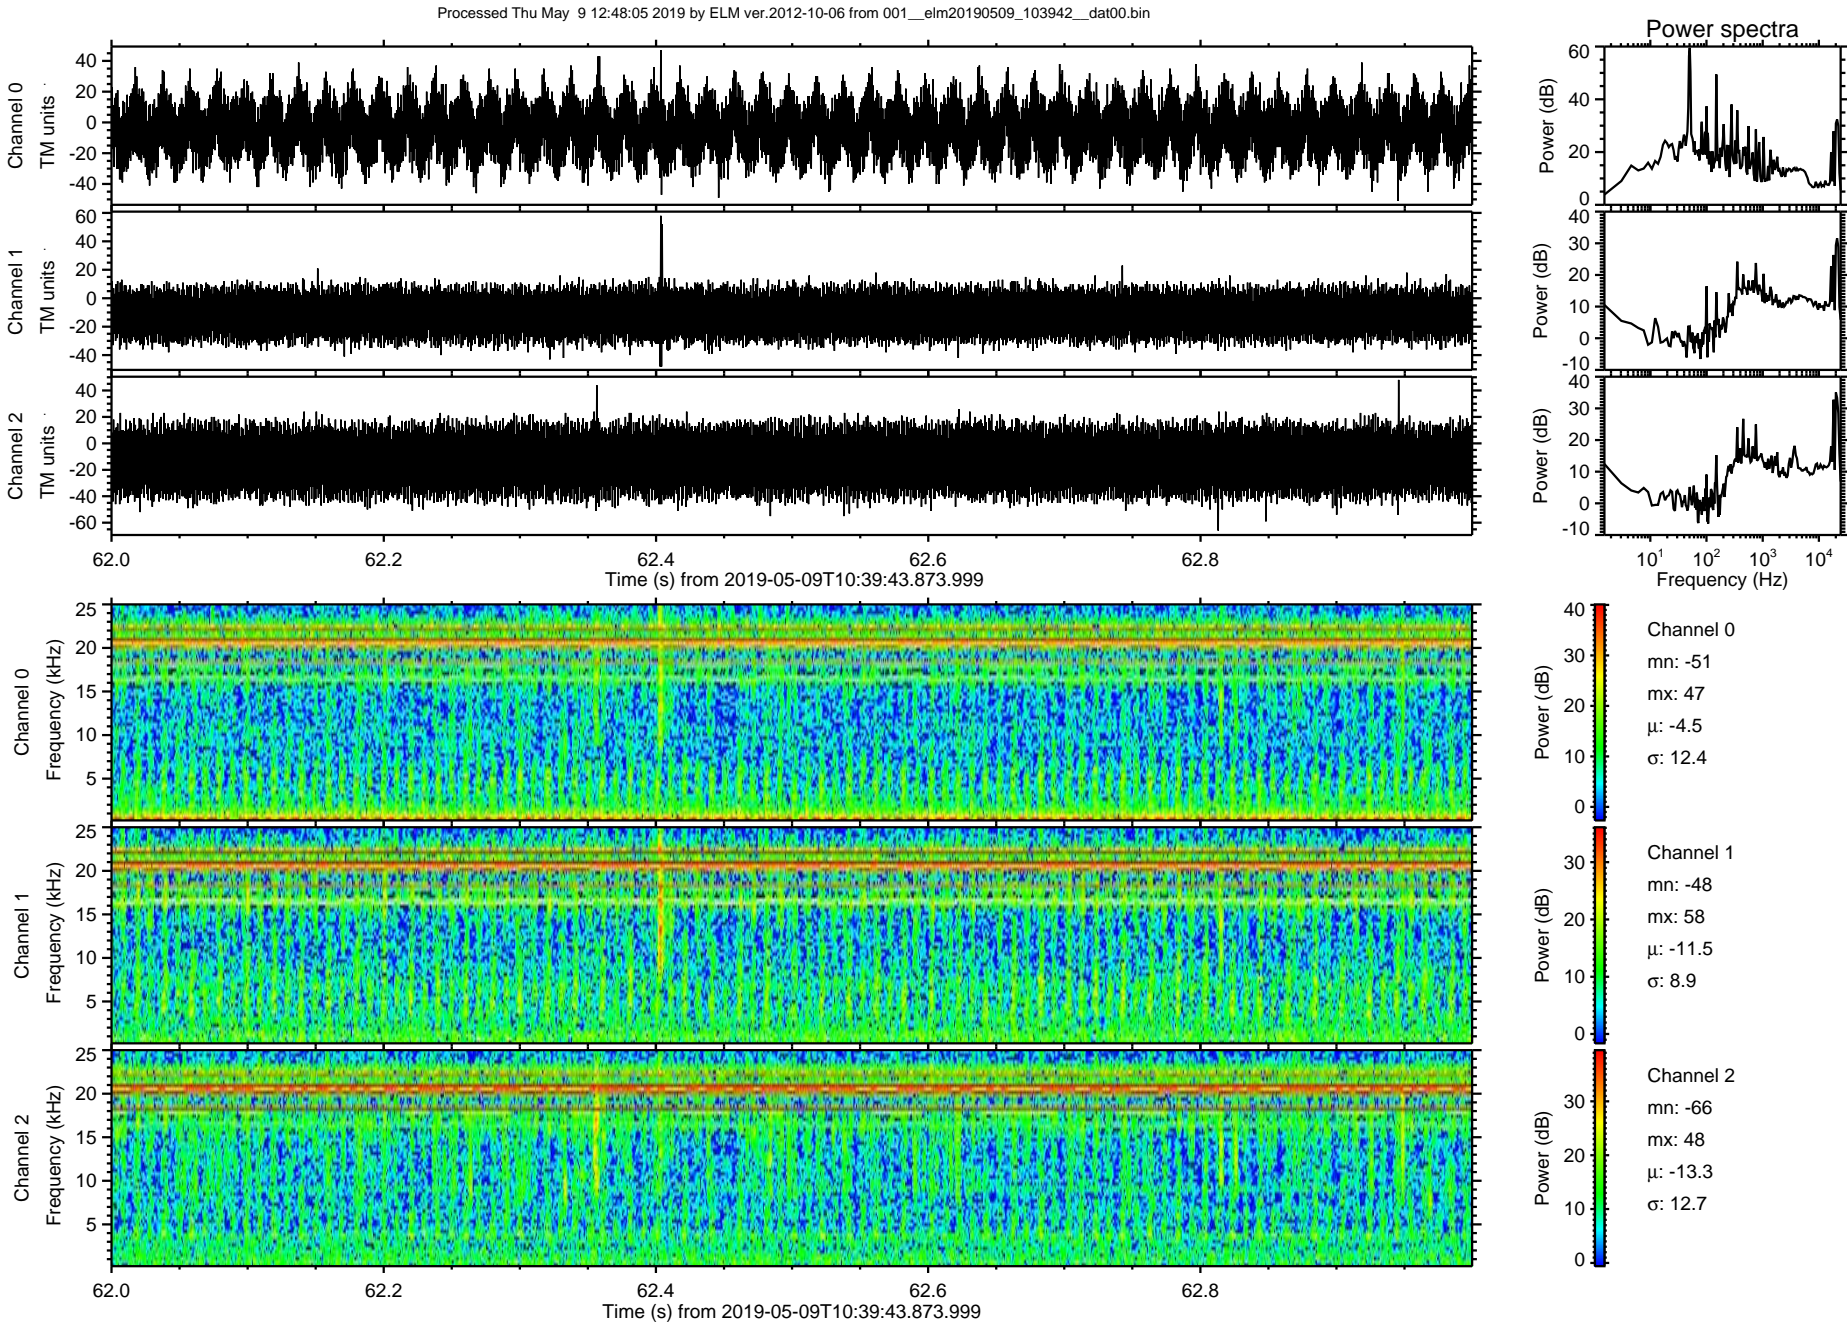 Processed Thu May  9 12:48:05 2019 by ELM ver.2012-10-06 from 001__elm20190509_103942__dat00.bin
Power spectra
Channel 0
TM units
40
20
0
-20
-40
Power (dB)
60
40
20
0
Channel 1
TM units
60
40
20
0
-20
-40
Power (dB)
40
30
20
10
0
-10
Channel 2
TM units
40
20
0
-20
-40
-60
Power (dB)
40
30
20
10
0
-10
62.0 62.2 62.4 62.6 62.8
Time (s) from 2019-05-09T10:39:43.873.999
10¹ 10² 10³ 10⁴
Frequency (Hz)
Channel 0
Frequency (kHz)
25
20
15
10
5
Power (dB)
40
30
20
10
0
Channel 0
mn: -51
mx: 47
μ: -4.5
σ: 12.4
Channel 1
Frequency (kHz)
25
20
15
10
5
Power (dB)
30
20
10
0
Channel 1
mn: -48
mx: 58
μ: -11.5
σ: 8.9
Channel 2
Frequency (kHz)
25
20
15
10
5
Power (dB)
30
20
10
0
Channel 2
mn: -66
mx: 48
μ: -13.3
σ: 12.7
62.0 62.2 62.4 62.6 62.8
Time (s) from 2019-05-09T10:39:43.873.999